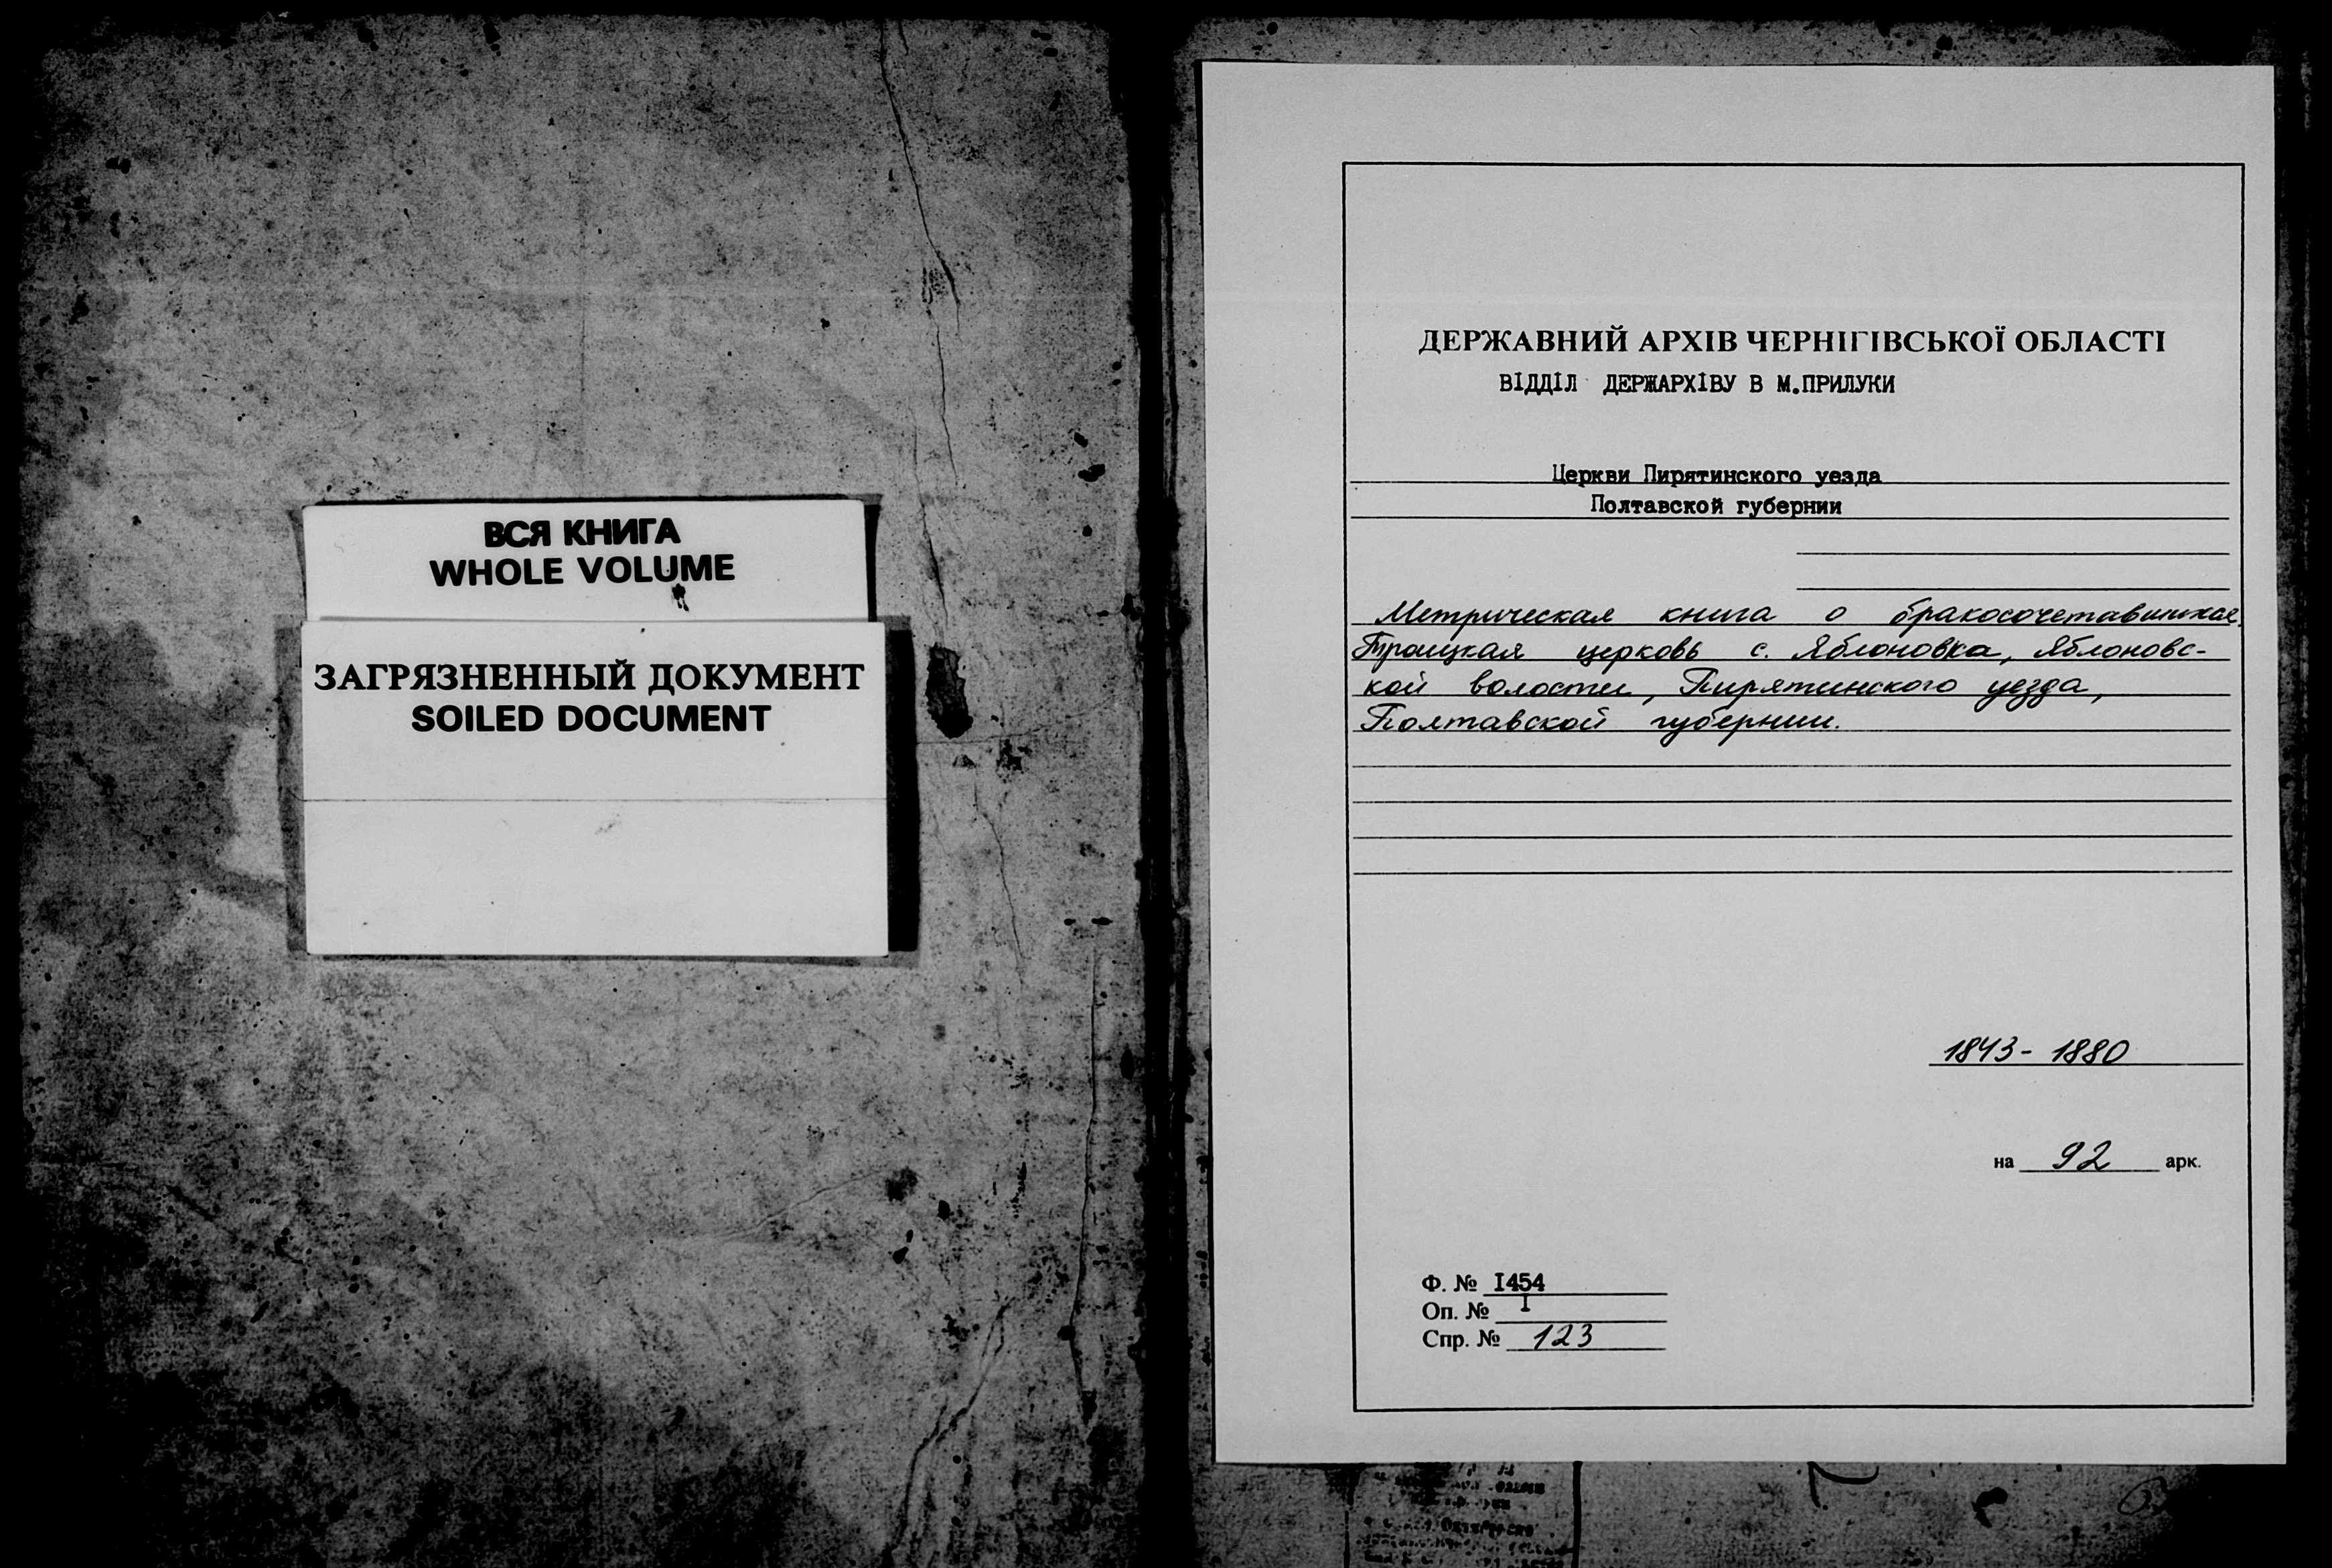 ВСЯ КНИГА
WHOLE VOLUME
ЗАГРЯЗНЕННЫЙ ДОКУМЕНТ
SOILED DOCUMENT
ДЕРЖАВНИЙ АРХІВ ЧЕРНІГІВСЬКОЇ ОБЛАСТІ
ВІДДІЛ ДЕРЖАРХІВУ В М.ПРИЛУКИ
Церкви Пирятинского уезда
Полтавской губернии
Метрическая книга о бракосочетавшихся,
Троицкая церковь с. Яблоновка, Яблоновс-
кой волости, Пирятинского уезда,
Полтавской губернии.
1843- 1880
на 92 арк.
Ф. № I454
Оп. № I
Спр. № 123